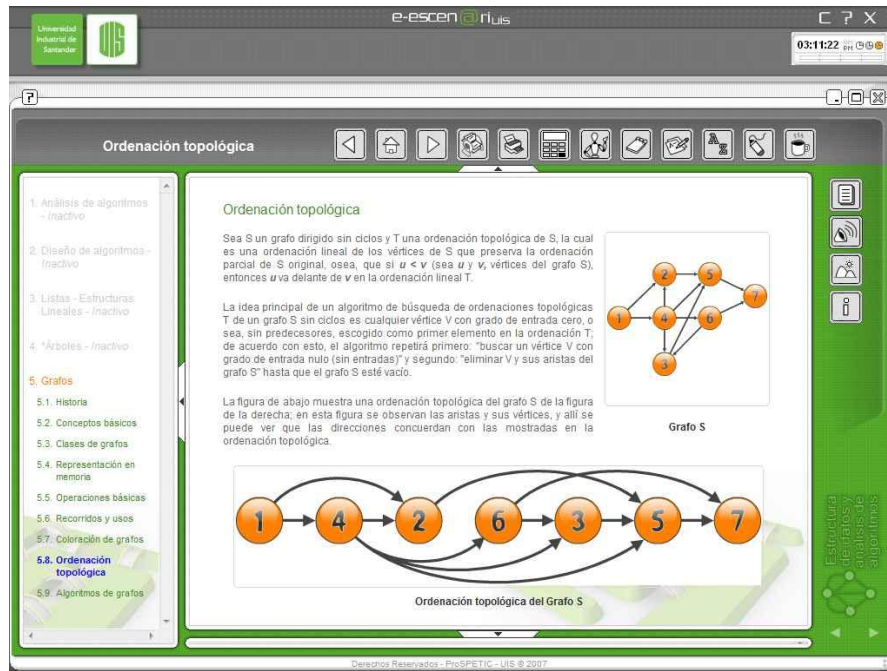 Universidad
Industrial de
Santander
e-escen@riuis
C ? X
03:11:22 PM
?
Ordenación topológica
1. Análisis de algoritmos
- Inactivo
2. Diseño de algoritmos -
Inactivo
3. Listas - Estructuras
Lineales - Inactivo
4. *Árboles - Inactivo
5. Grafos
5.1. Historia
5.2. Conceptos básicos
5.3. Clases de grafos
5.4. Representación en
memoria
5.5. Operaciones básicas
5.6. Recorridos y usos
5.7. Coloración de grafos
5.8. Ordenación
topológica
5.9. Algoritmos de grafos
Ordenación topológica
Sea S un grafo dirigido sin ciclos y T una ordenación topológica de S, la cual
es una ordenación lineal de los vértices de S que preserva la ordenación
parcial de S original, osea, que si u < v (sea u y v, vértices del grafo S),
entonces u va delante de v en la ordenación lineal T.
La idea principal de un algoritmo de búsqueda de ordenaciones topológicas
T de un grafo S sin ciclos es cualquier vértice V con grado de entrada cero, o
sea, sin predecesores, escogido como primer elemento en la ordenación T;
de acuerdo con esto, el algoritmo repetirá primero: "buscar un vértice V con
grado de entrada nulo (sin entradas)" y segundo: "eliminar V y sus aristas del
grafo S" hasta que el grafo S esté vacío.
La figura de abajo muestra una ordenación topológica del grafo S de la figura
de la derecha; en esta figura se observan las aristas y sus vértices, y allí se
puede ver que las direcciones concuerdan con las mostradas en la
ordenación topológica.
2 5
7
1 4 6
3
Grafo S
1 4 2 6 3 5 7
Ordenación topológica del Grafo S
Estructura
de datos y
análisis de
algoritmos
Derechos Reservados - ProSPETIC - UIS © 2007